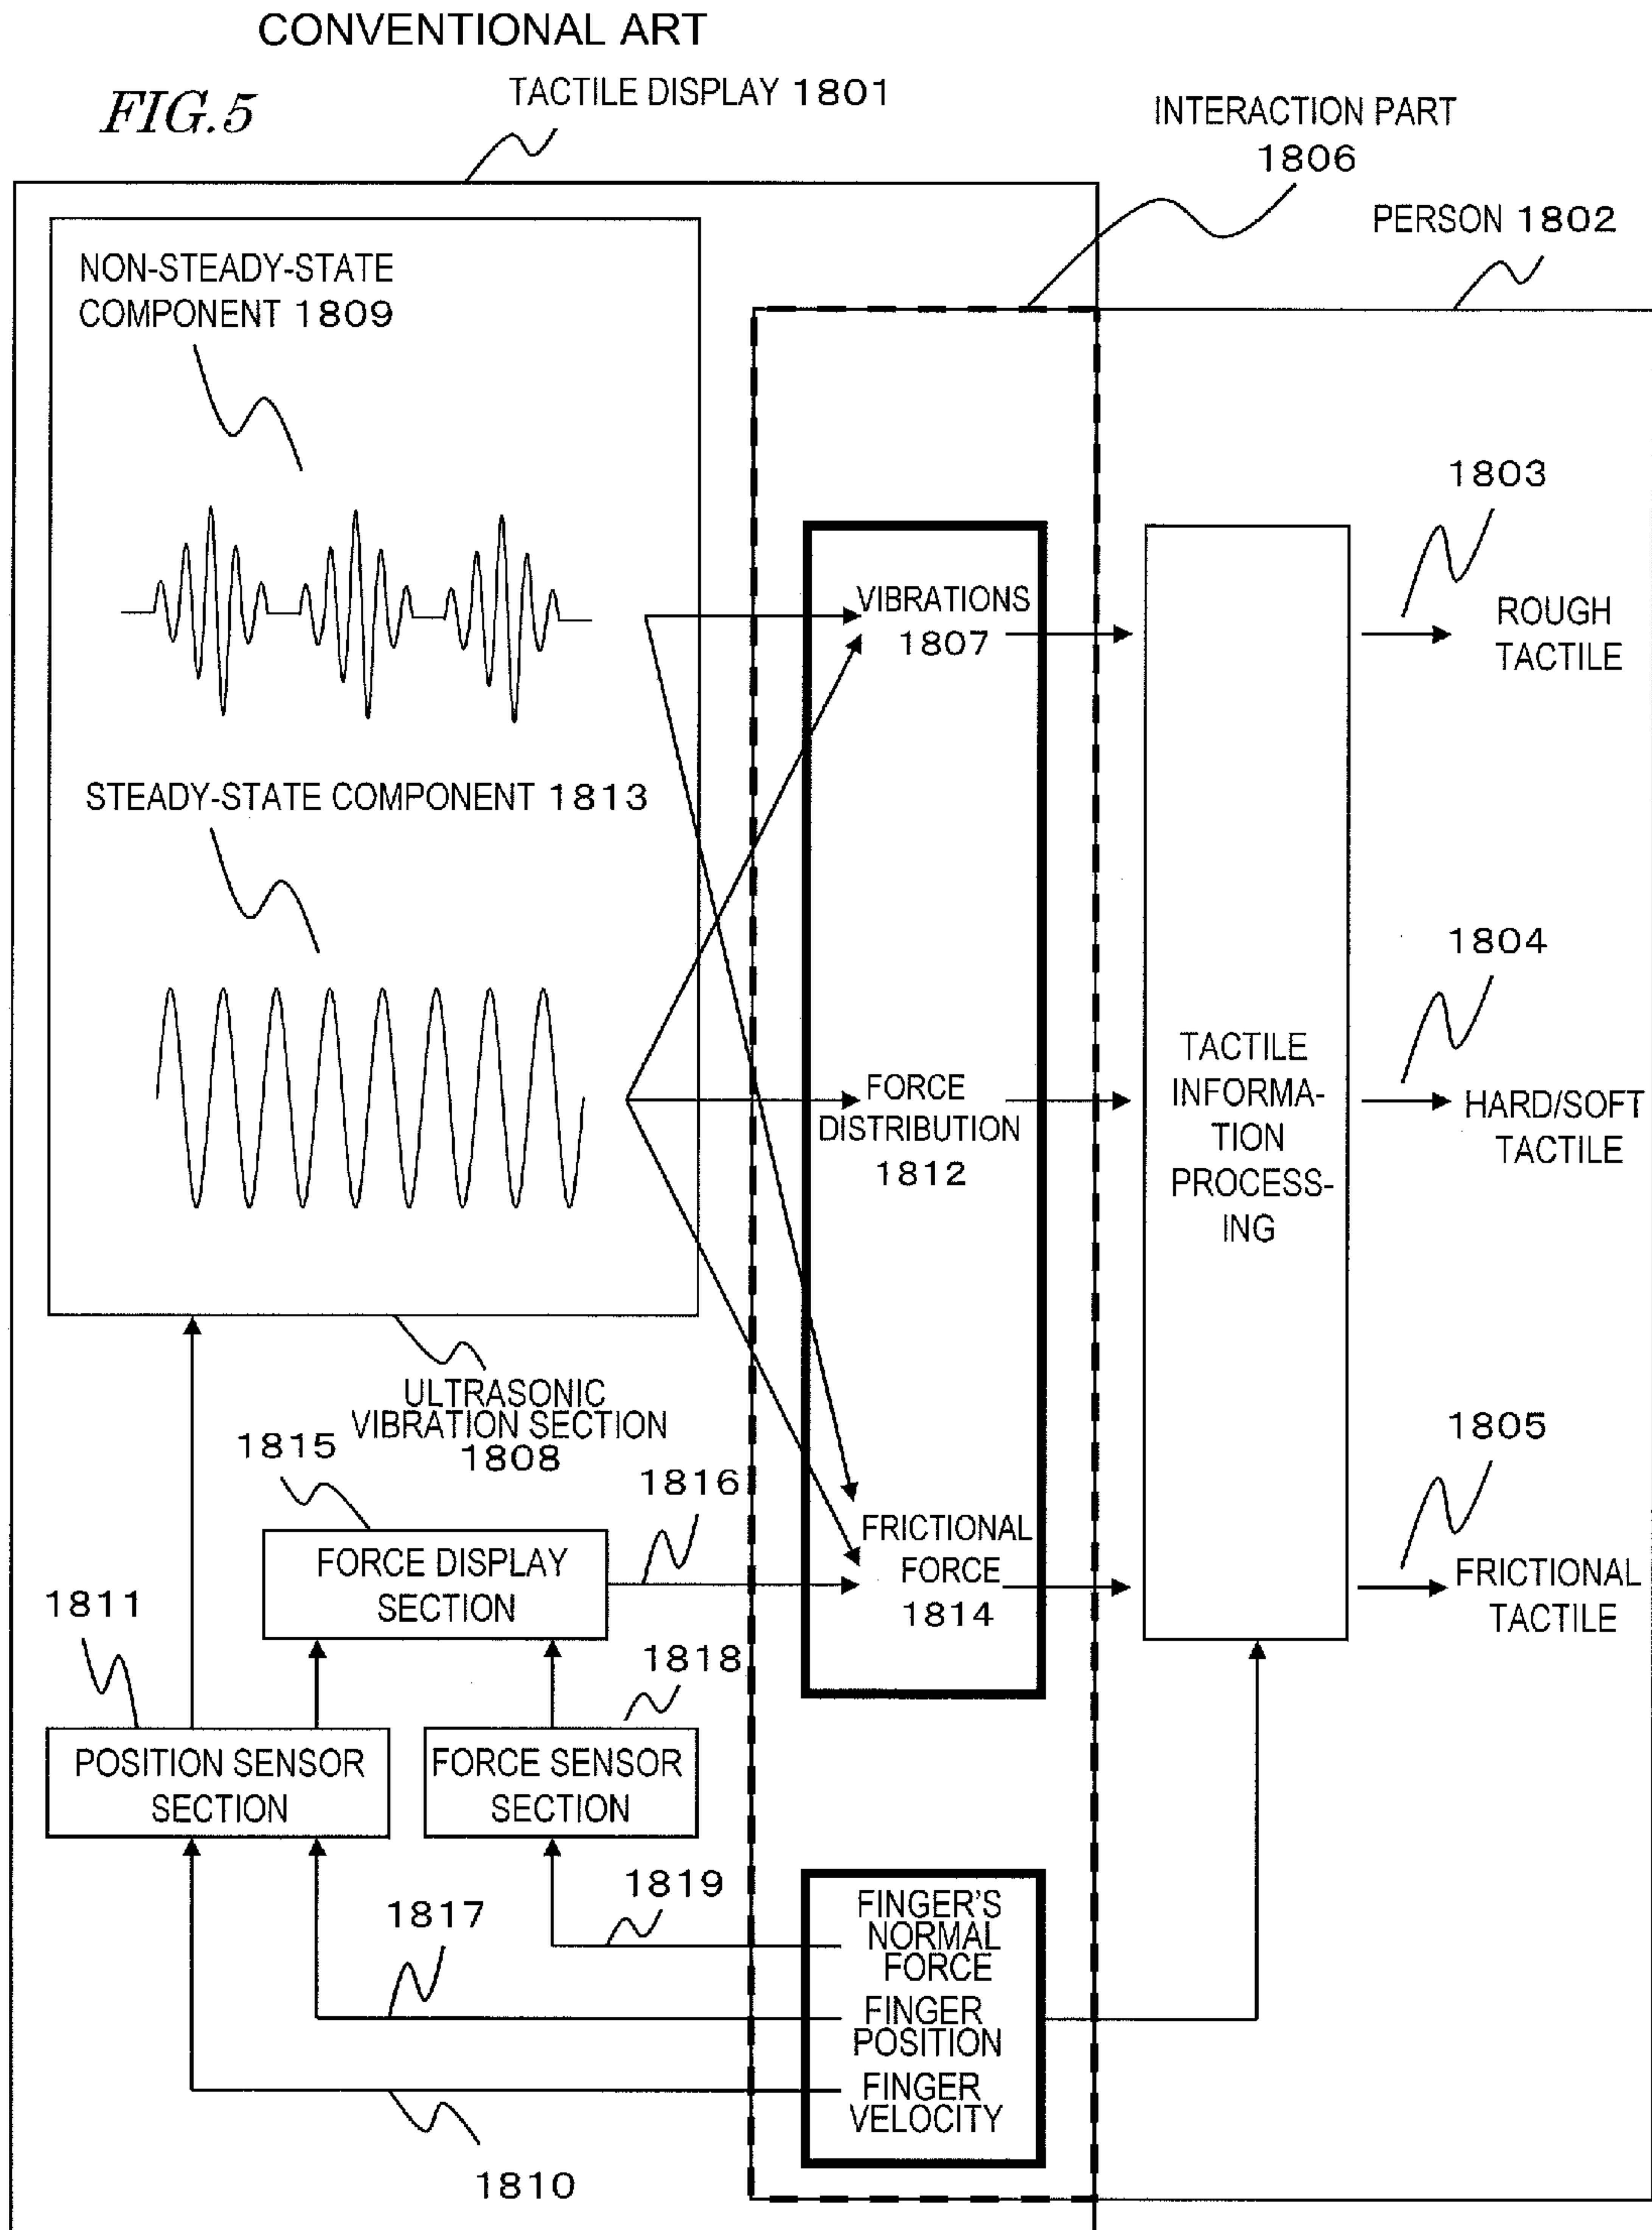 CONVENTIONAL ART
FIG.5
TACTILE DISPLAY 1801
INTERACTION PART
1806
PERSON 1802
NON-STEADY-STATE
COMPONENT 1809
STEADY-STATE COMPONENT 1813
VIBRATIONS
1807
FORCE
DISTRIBUTION
1812
FRICTIONAL
FORCE
1814
TACTILE
INFORMA-
TION
PROCESS-
ING
1803
ROUGH
TACTILE
1804
HARD/SOFT
TACTILE
1805
FRICTIONAL
TACTILE
ULTRASONIC
VIBRATION SECTION
1808
1815
1816
FORCE DISPLAY
SECTION
1811
1818
POSITION SENSOR
SECTION
FORCE SENSOR
SECTION
1819
1817
1810
FINGER'S
NORMAL
FORCE
FINGER
POSITION
FINGER
VELOCITY